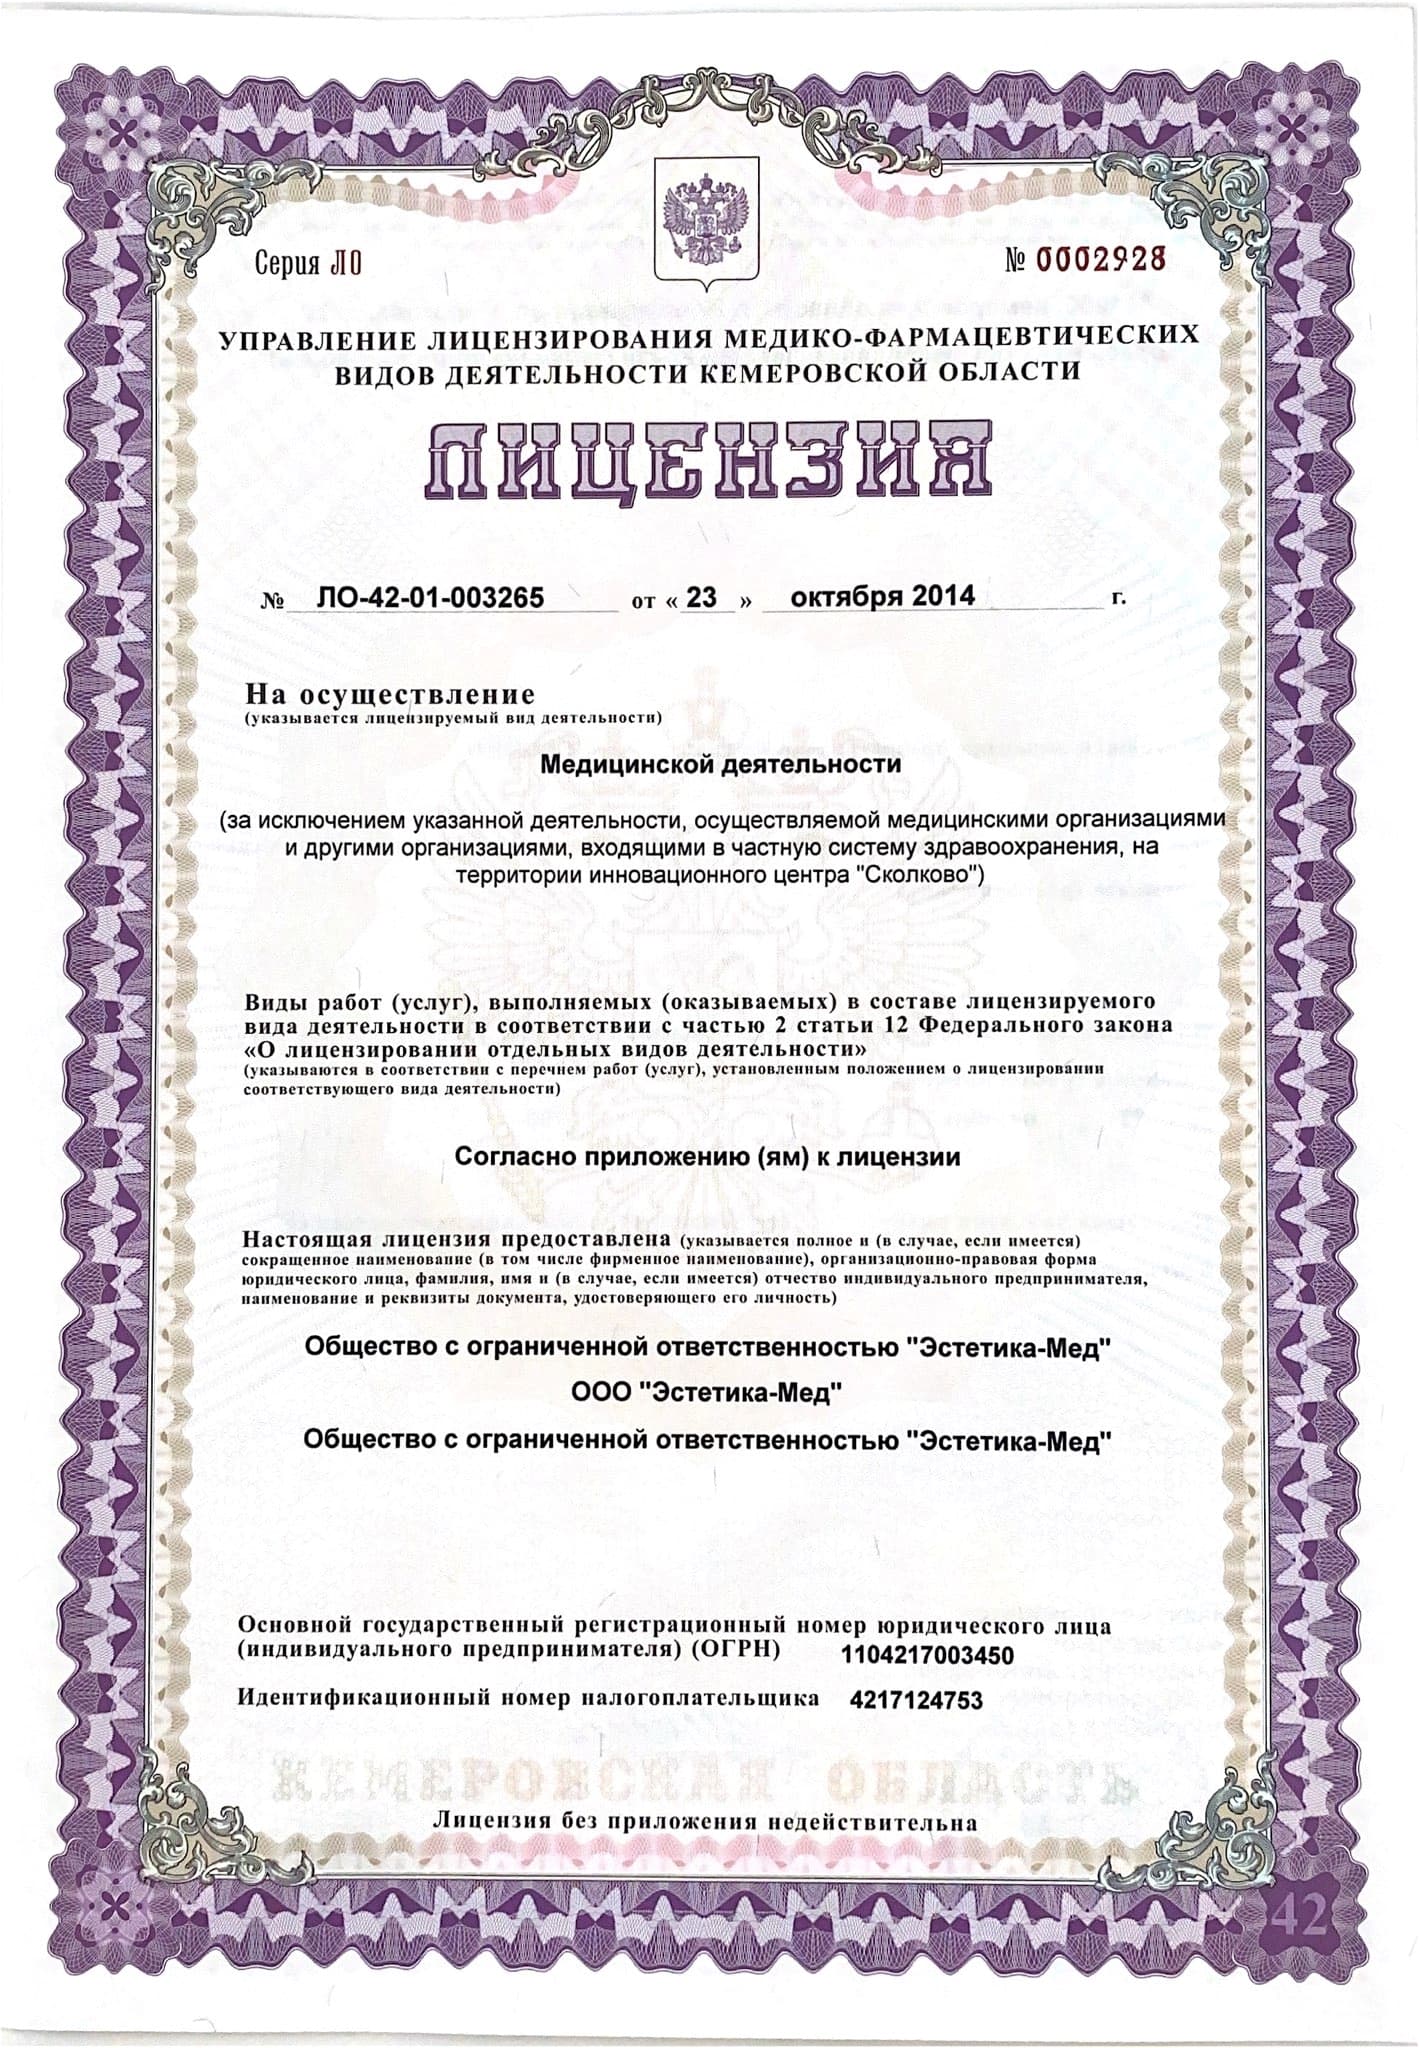 Серия ЛО
№ 0002928
УПРАВЛЕНИЕ ЛИЦЕНЗИРОВАНИЯ МЕДИКО-ФАРМАЦЕВТИЧЕСКИХ
ВИДОВ ДЕЯТЕЛЬНОСТИ КЕМЕРОВСКОЙ ОБЛАСТИ
ЛИЦЕНЗИЯ
№ ЛО-42-01-003265 от « 23 » октября 2014 г.
На осуществление
(указывается лицензируемый вид деятельности)
Медицинской деятельности
(за исключением указанной деятельности, осуществляемой медицинскими организациями
и другими организациями, входящими в частную систему здравоохранения, на
территории инновационного центра "Сколково")
Виды работ (услуг), выполняемых (оказываемых) в составе лицензируемого
вида деятельности в соответствии с частью 2 статьи 12 Федерального закона
«О лицензировании отдельных видов деятельности»
(указываются в соответствии с перечнем работ (услуг), установленным положением о лицензировании
соответствующего вида деятельности)
Согласно приложению (ям) к лицензии
Настоящая лицензия предоставлена (указывается полное и (в случае, если имеется)
сокращенное наименование (в том числе фирменное наименование), организационно-правовая форма
юридического лица, фамилия, имя и (в случае, если имеется) отчество индивидуального предпринимателя,
наименование и реквизиты документа, удостоверяющего его личность)
Общество с ограниченной ответственностью "Эстетика-Мед"
ООО "Эстетика-Мед"
Общество с ограниченной ответственностью "Эстетика-Мед"
Основной государственный регистрационный номер юридического лица
(индивидуального предпринимателя) (ОГРН) 1104217003450
Идентификационный номер налогоплательщика 4217124753
КЕМЕРОВСКАЯ ОБЛАСТЬ
Лицензия без приложения недействительна
42